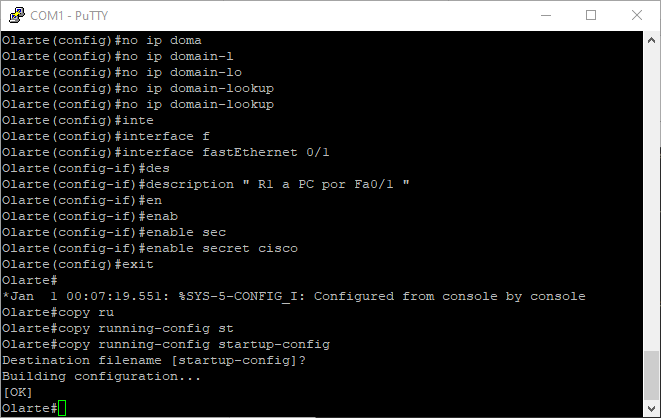 COM1 - PuTTY
Olarte(config)#no ip doma
Olarte(config)#no ip domain-l
Olarte(config)#no ip domain-lo
Olarte(config)#no ip domain-lookup
Olarte(config)#no ip domain-lookup
Olarte(config)#inte
Olarte(config)#interface f
Olarte(config)#interface fastEthernet 0/1
Olarte(config-if)#des
Olarte(config-if)#description " R1 a PC por Fa0/1 "
Olarte(config-if)#en
Olarte(config-if)#enab
Olarte(config-if)#enable sec
Olarte(config-if)#enable secret cisco
Olarte(config)#exit
Olarte#
*Jan  1 00:07:19.551: %SYS-5-CONFIG_I: Configured from console by console
Olarte#copy ru
Olarte#copy running-config st
Olarte#copy running-config startup-config
Destination filename [startup-config]?
Building configuration...
[OK]
Olarte#